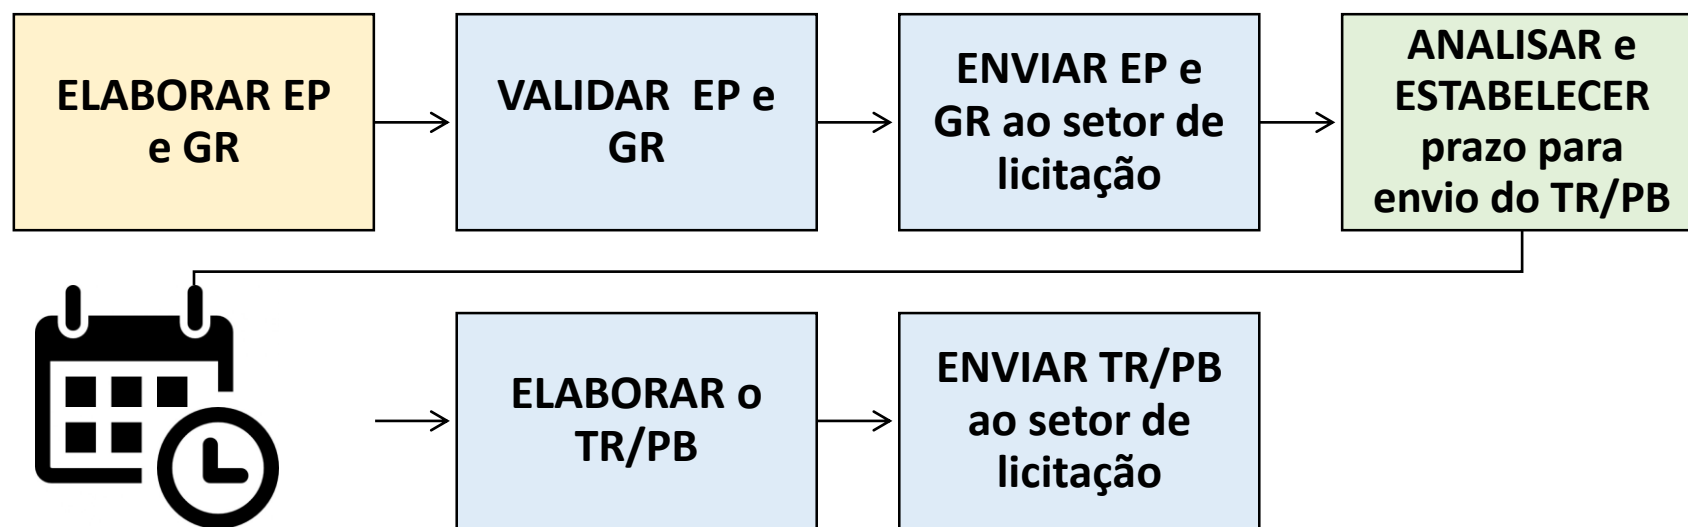 ELABORAR EP
e GR
VALIDAR EP e
GR
ENVIAR EP e
GR ao setor de
licitação
ANALISAR e
ESTABELECER
prazo para
envio do TR/PB
ELABORAR o
TR/PB
ENVIAR TR/PB
ao setor de
licitação